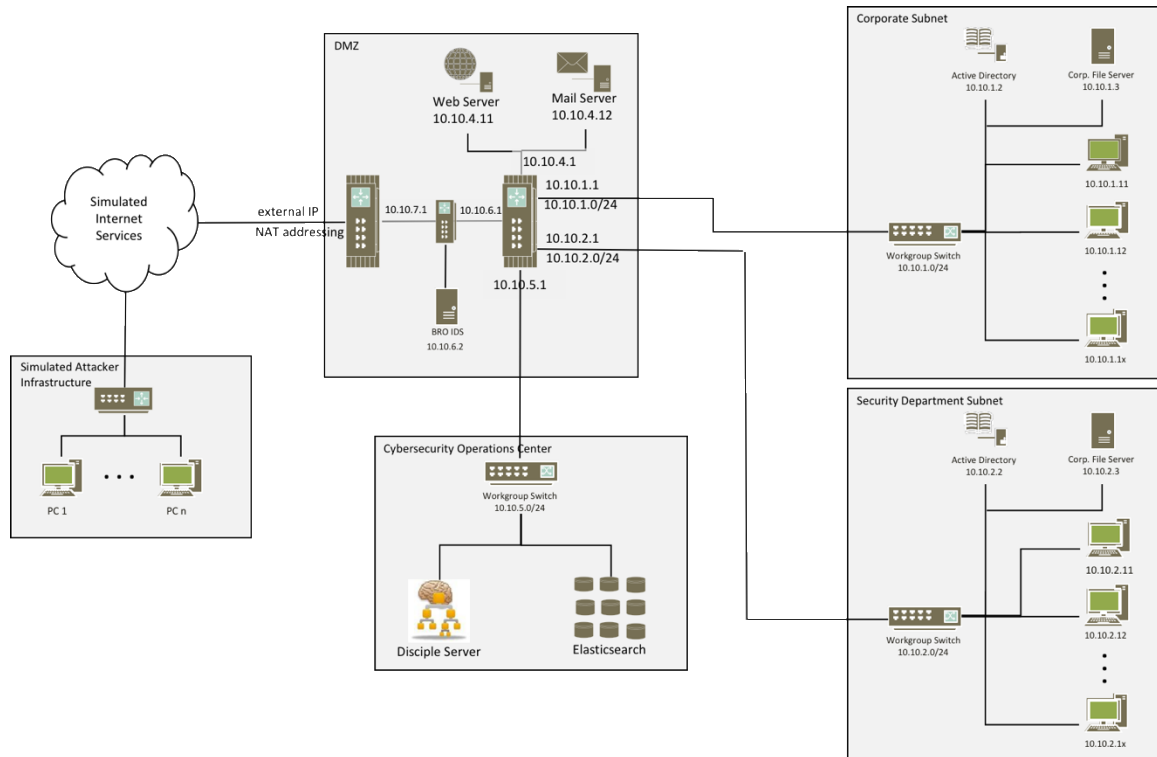 DMZ
Web Server
10.10.4.11
Mail Server
10.10.4.12
10.10.4.1
10.10.1.1
10.10.1.0/24
10.10.2.1
10.10.2.0/24
10.10.5.1
10.10.7.1
10.10.6.1
external IP
NAT addressing
BRO IDS
10.10.6.2
Simulated
Internet
Services
Simulated Attacker
Infrastructure
PC 1
PC n
Cybersecurity Operations Center
Workgroup Switch
10.10.5.0/24
Disciple Server
Elasticsearch
Corporate Subnet
Active Directory
10.10.1.2
Corp. File Server
10.10.1.3
10.10.1.11
10.10.1.12
Workgroup Switch
10.10.1.0/24
10.10.1.1x
Security Department Subnet
Active Directory
10.10.2.2
Corp. File Server
10.10.2.3
10.10.2.11
10.10.2.12
Workgroup Switch
10.10.2.0/24
10.10.2.1x